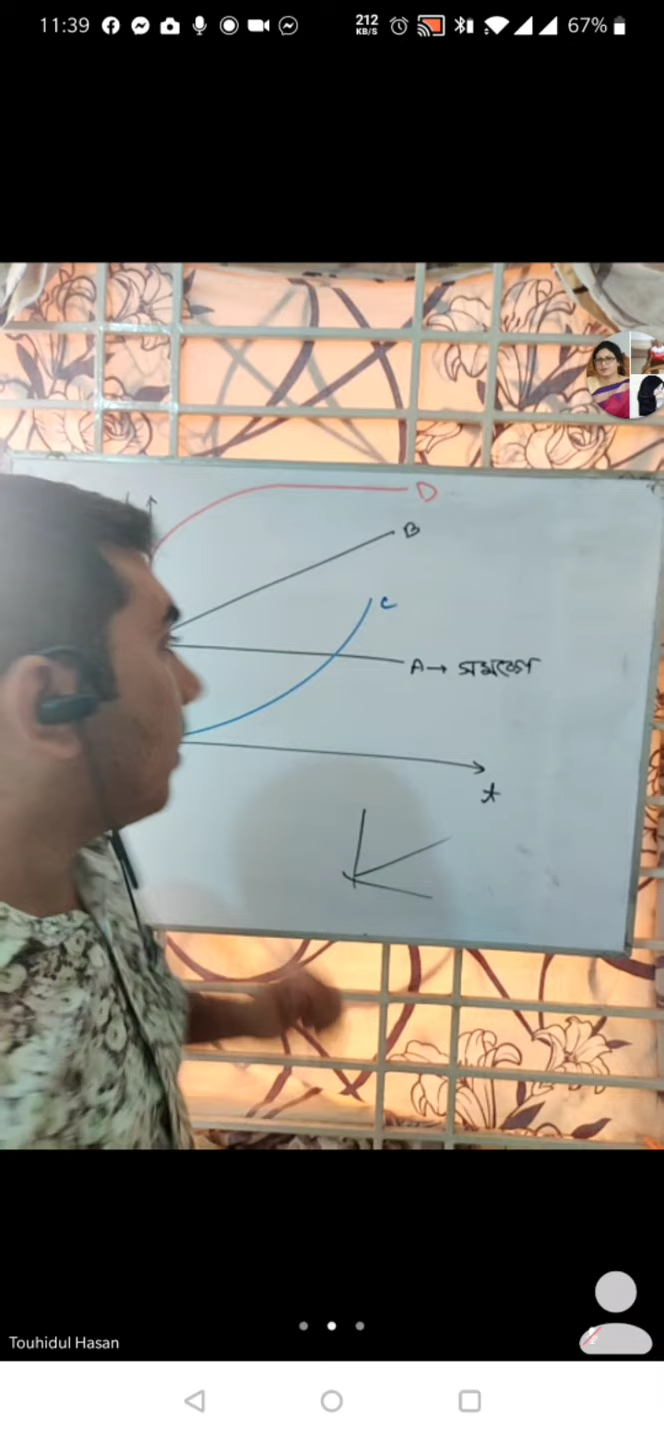 11:39
212
KB/S
67%
D
B
C
A→ সমবেগ
t
Touhidul Hasan